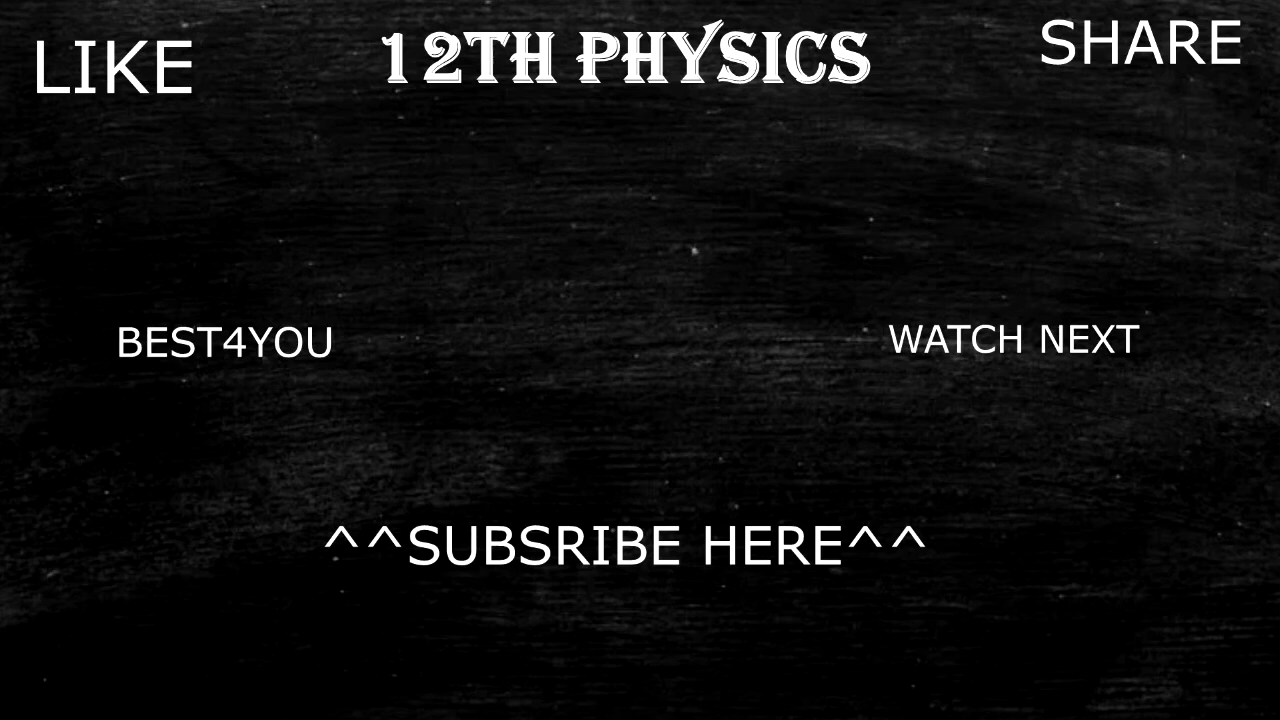 LIKE
12TH PHYSICS
SHARE
BEST4YOU
WATCH NEXT
^^SUBSRIBE HERE^^